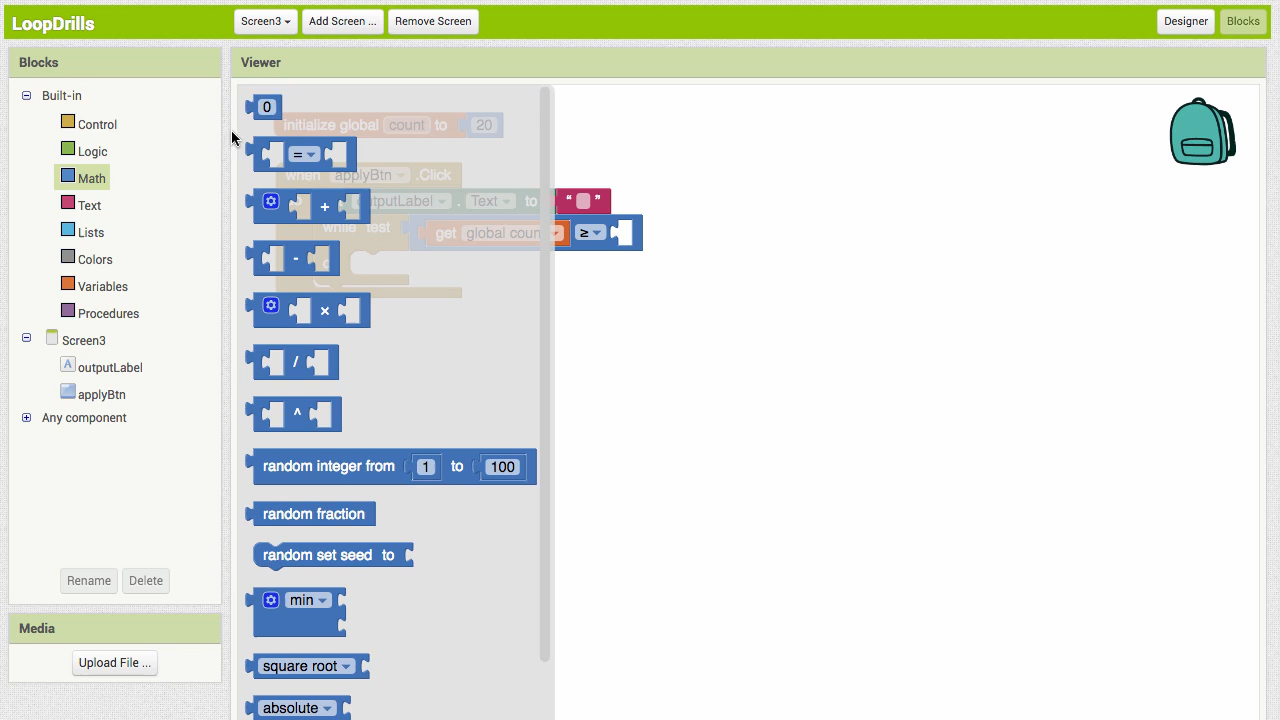 LoopDrills
Screen3
Add Screen ...
Remove Screen
Designer
Blocks
Blocks
Viewer
Built-in
Control
Logic
Math
Text
Lists
Colors
Variables
Procedures
Screen3
outputLabel
applyBtn
Any component
Rename
Delete
Media
Upload File ...
0
initialize global count to 20
=
when applyBtn .Click
+
outputLabel . Text to “ ”
while test get global count ≥
-
×
/
^
random integer from 1 to 100
random fraction
random set seed to
min
square root
absolute